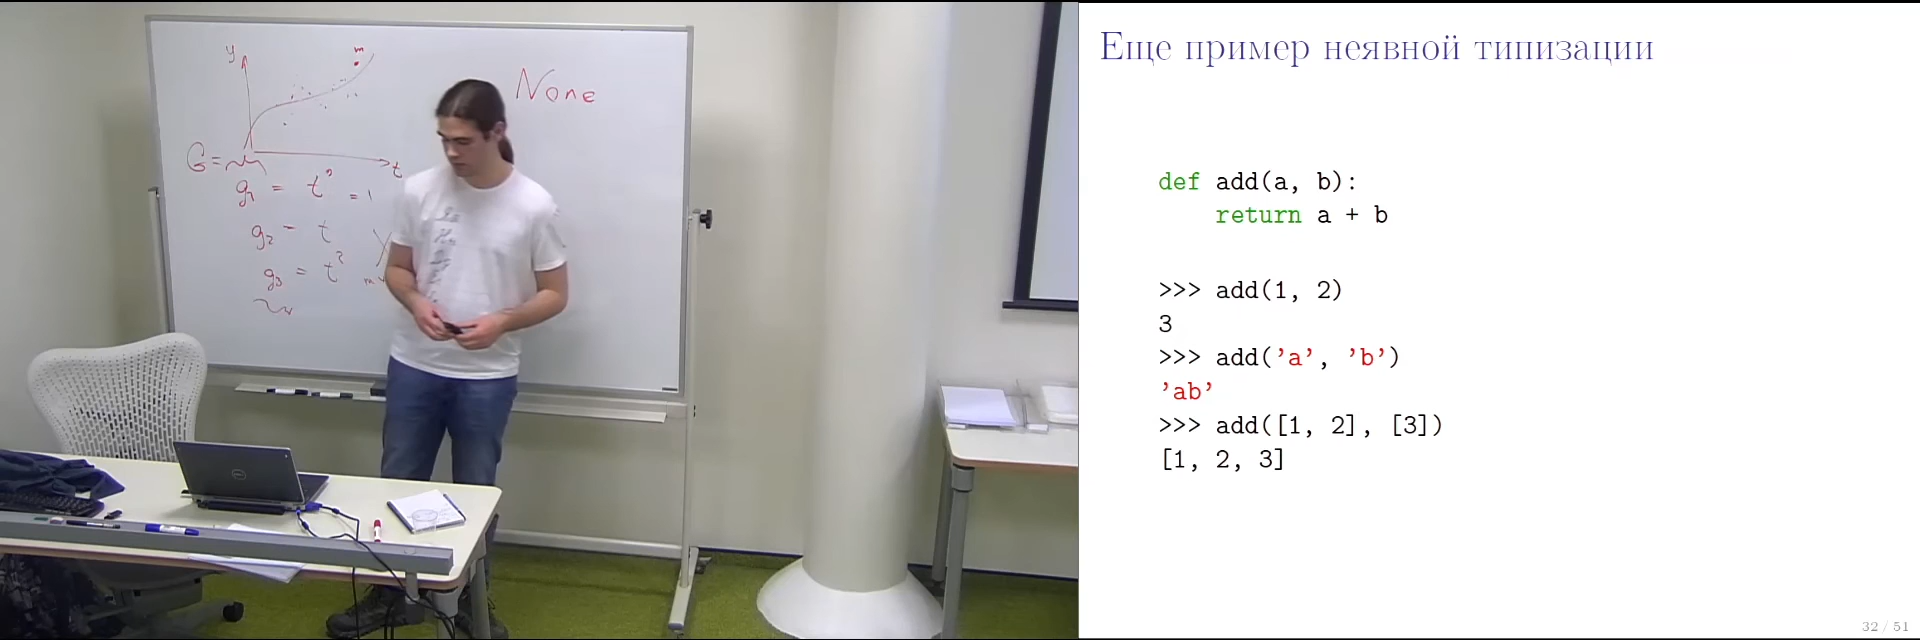 y
m
None
G =
t
g1 = t° = 1
g2 = t
g3 = t²
DELL
Еще пример неявной типизации
def add(a, b):
return a + b
>>> add(1, 2)
3
>>> add(’a’, ’b’)
’ab’
>>> add([1, 2], [3])
[1, 2, 3]
32 / 51